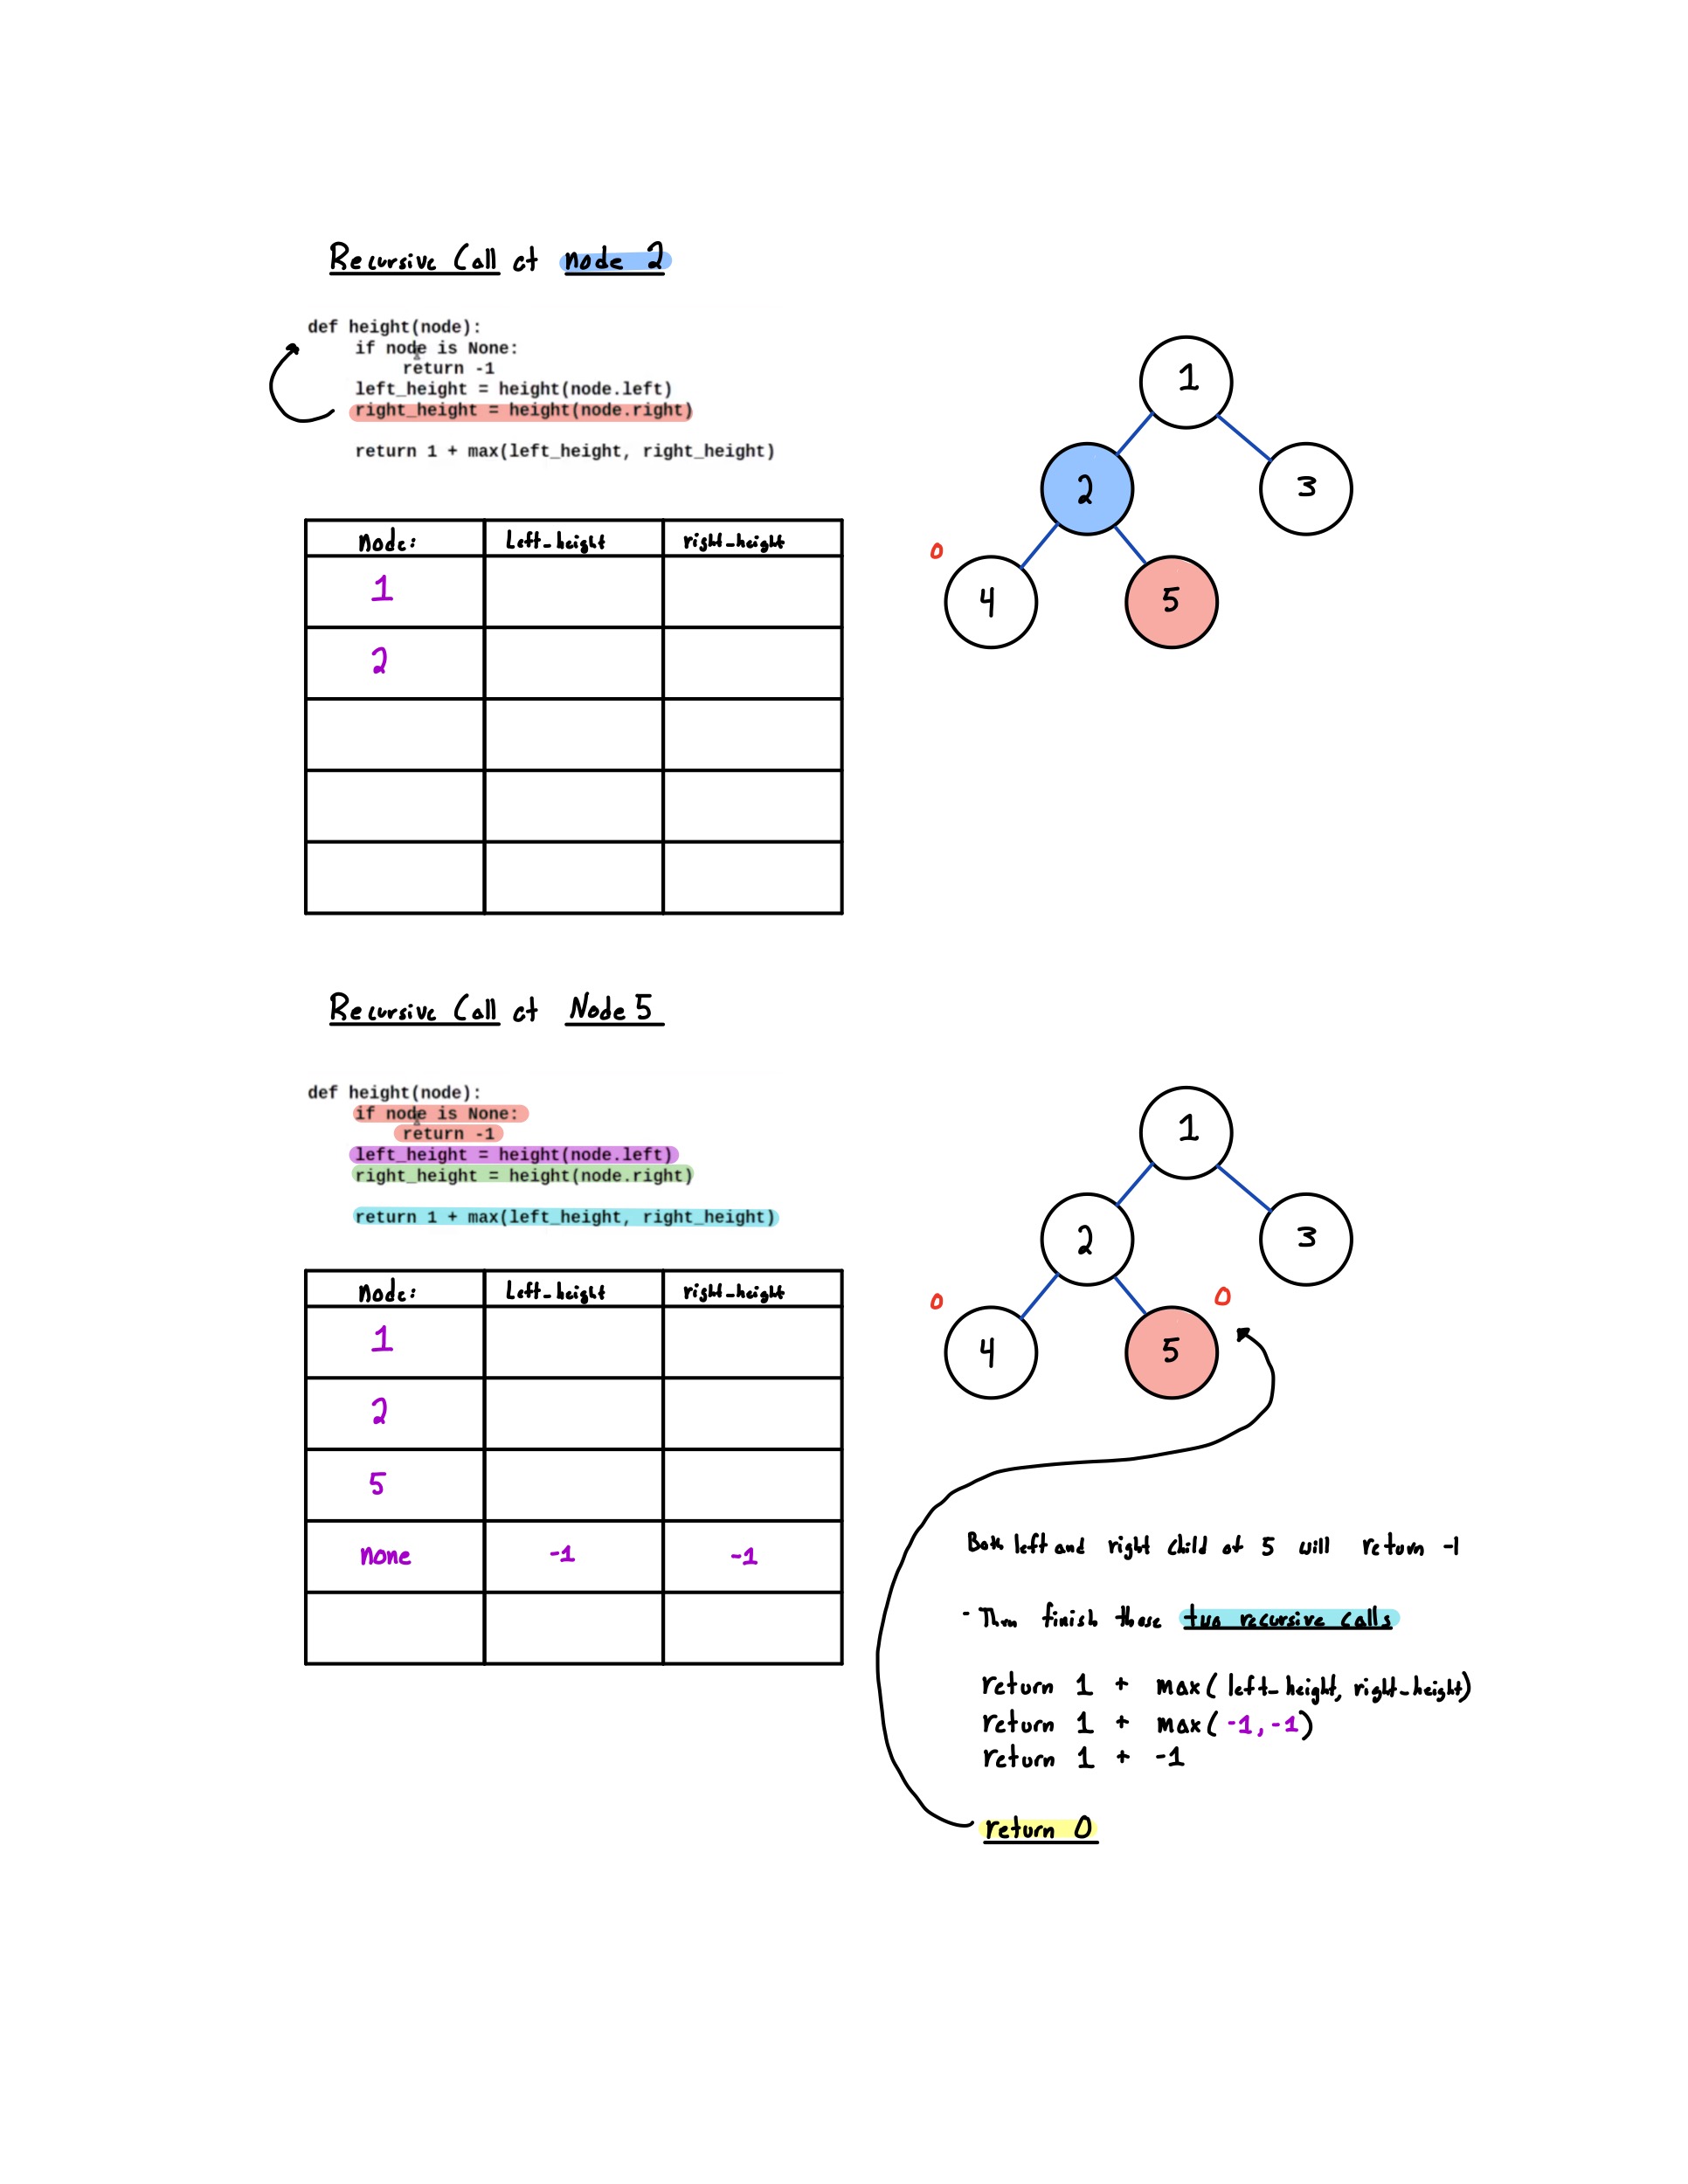 Recursive Call at node 2
def height(node):
if node is None:
return -1
left_height = height(node.left)
right_height = height(node.right)
return 1 + max(left_height, right_height)
1
2
3
0
4
5
Node: Left_height right_height
1
2
Recursive Call at Node 5
def height(node):
if node is None:
return -1
left_height = height(node.left)
right_height = height(node.right)
return 1 + max(left_height, right_height)
1
2
3
0
0
4
5
Node: Left_height right_height
1
2
5
none -1 -1
Both left and right child of 5 will return -1
- Then finish those two recursive calls
return 1 + max(left_height, right_height)
return 1 + max(-1,-1)
return 1 + -1
return 0